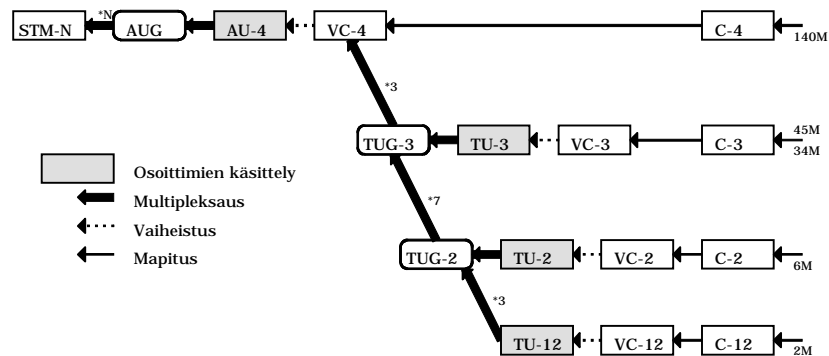 *N
STM-N AUG AU-4 VC-4 C-4
140M
*3
45M
TUG-3 TU-3 VC-3 C-3
34M
Osoittimien käsittely
Multipleksaus
*7
Vaiheistus
Mapitus
TUG-2 TU-2 VC-2 C-2
6M
*3
TU-12 VC-12 C-12
2M